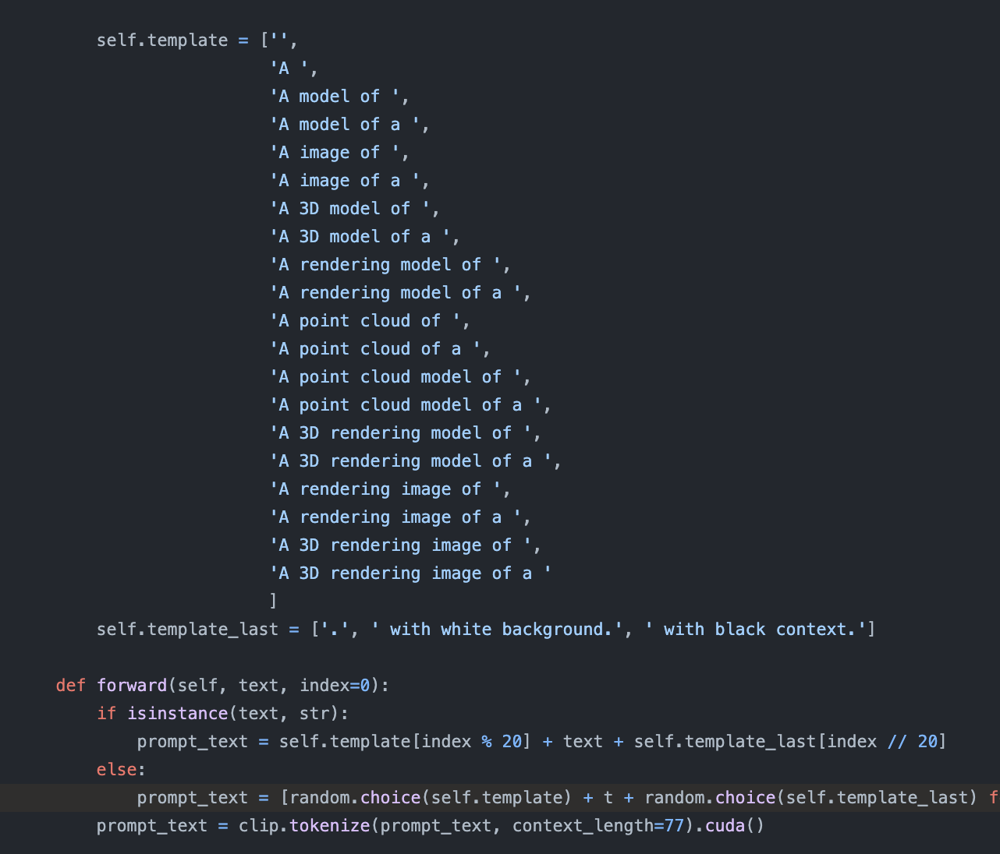 self.template = ['',
'A ',
'A model of ',
'A model of a ',
'A image of ',
'A image of a ',
'A 3D model of ',
'A 3D model of a ',
'A rendering model of ',
'A rendering model of a ',
'A point cloud of ',
'A point cloud of a ',
'A point cloud model of ',
'A point cloud model of a ',
'A 3D rendering model of ',
'A 3D rendering model of a ',
'A rendering image of ',
'A rendering image of a ',
'A 3D rendering image of ',
'A 3D rendering image of a '
]
self.template_last = ['.', ' with white background.', ' with black context.']
def forward(self, text, index=0):
if isinstance(text, str):
prompt_text = self.template[index % 20] + text + self.template_last[index // 20]
else:
prompt_text = [random.choice(self.template) + t + random.choice(self.template_last) f
prompt_text = clip.tokenize(prompt_text, context_length=77).cuda()